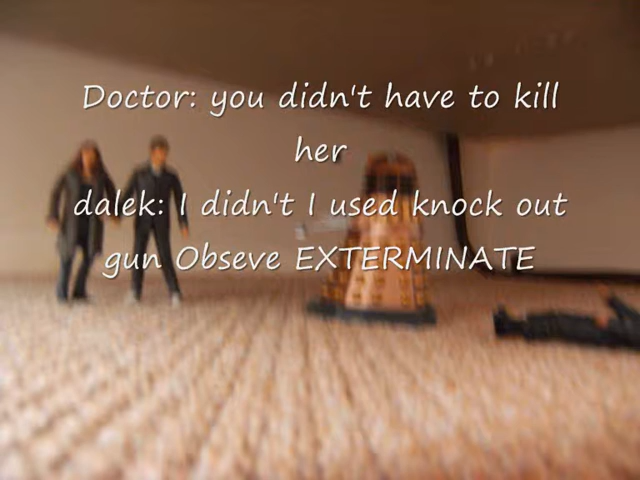 Doctor: you didn't have to kill
her
dalek: I didn't I used knock out
gun Obseve EXTERMINATE